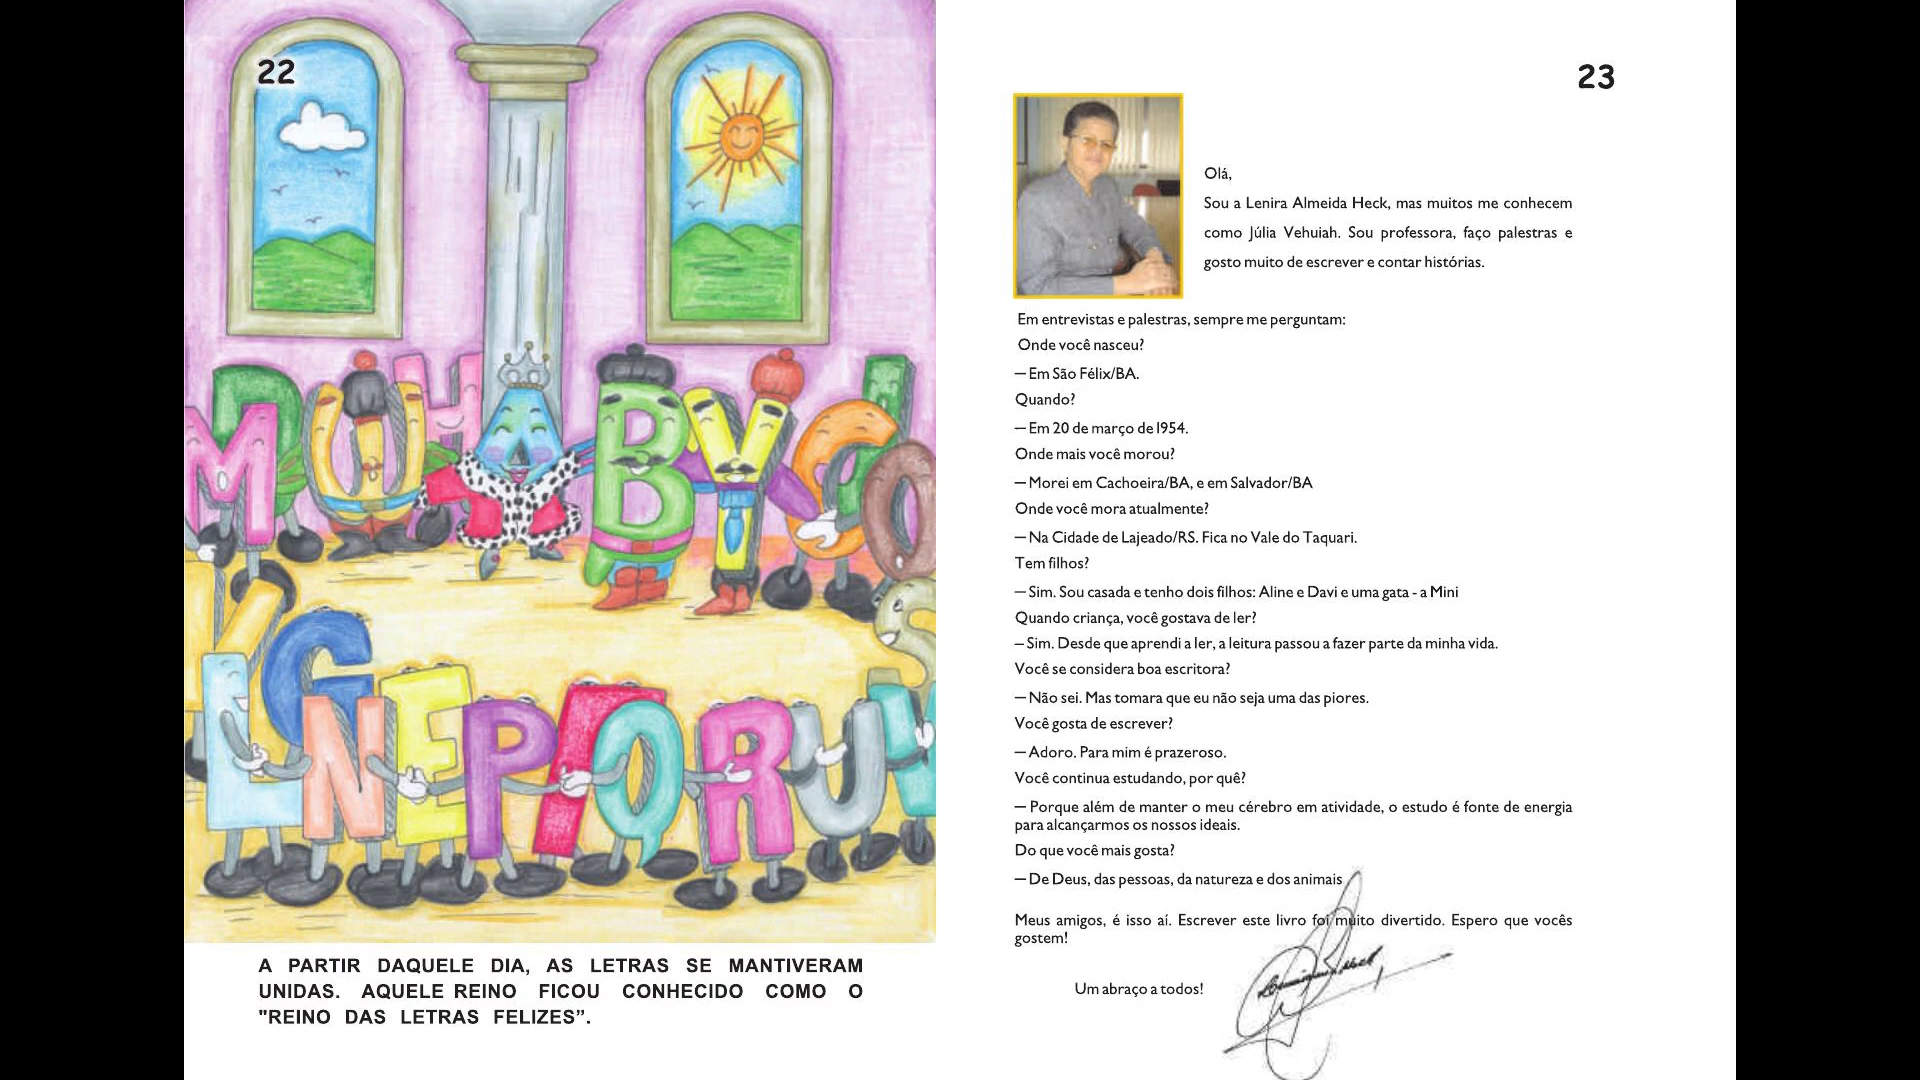 22
A PARTIR DAQUELE DIA, AS LETRAS SE MANTIVERAM
UNIDAS. AQUELE REINO FICOU CONHECIDO COMO O
"REINO DAS LETRAS FELIZES”.
23
Olá,
Sou a Lenira Almeida Heck, mas muitos me conhecem
como Júlia Vehuiah. Sou professora, faço palestras e
gosto muito de escrever e contar histórias.
Em entrevistas e palestras, sempre me perguntam:
Onde você nasceu?
— Em São Félix/BA.
Quando?
— Em 20 de março de 1954.
Onde mais você morou?
— Morei em Cachoeira/BA, e em Salvador/BA
Onde você mora atualmente?
— Na Cidade de Lajeado/RS. Fica no Vale do Taquari.
Tem filhos?
— Sim. Sou casada e tenho dois filhos: Aline e Davi e uma gata - a Mini
Quando criança, você gostava de ler?
– Sim. Desde que aprendi a ler, a leitura passou a fazer parte da minha vida.
Você se considera boa escritora?
— Não sei. Mas tomara que eu não seja uma das piores.
Você gosta de escrever?
— Adoro. Para mim é prazeroso.
Você continua estudando, por quê?
— Porque além de manter o meu cérebro em atividade, o estudo é fonte de energia
para alcançarmos os nossos ideais.
Do que você mais gosta?
— De Deus, das pessoas, da natureza e dos animais
Meus amigos, é isso aí. Escrever este livro foi muito divertido. Espero que vocês
gostem!
Um abraço a todos!